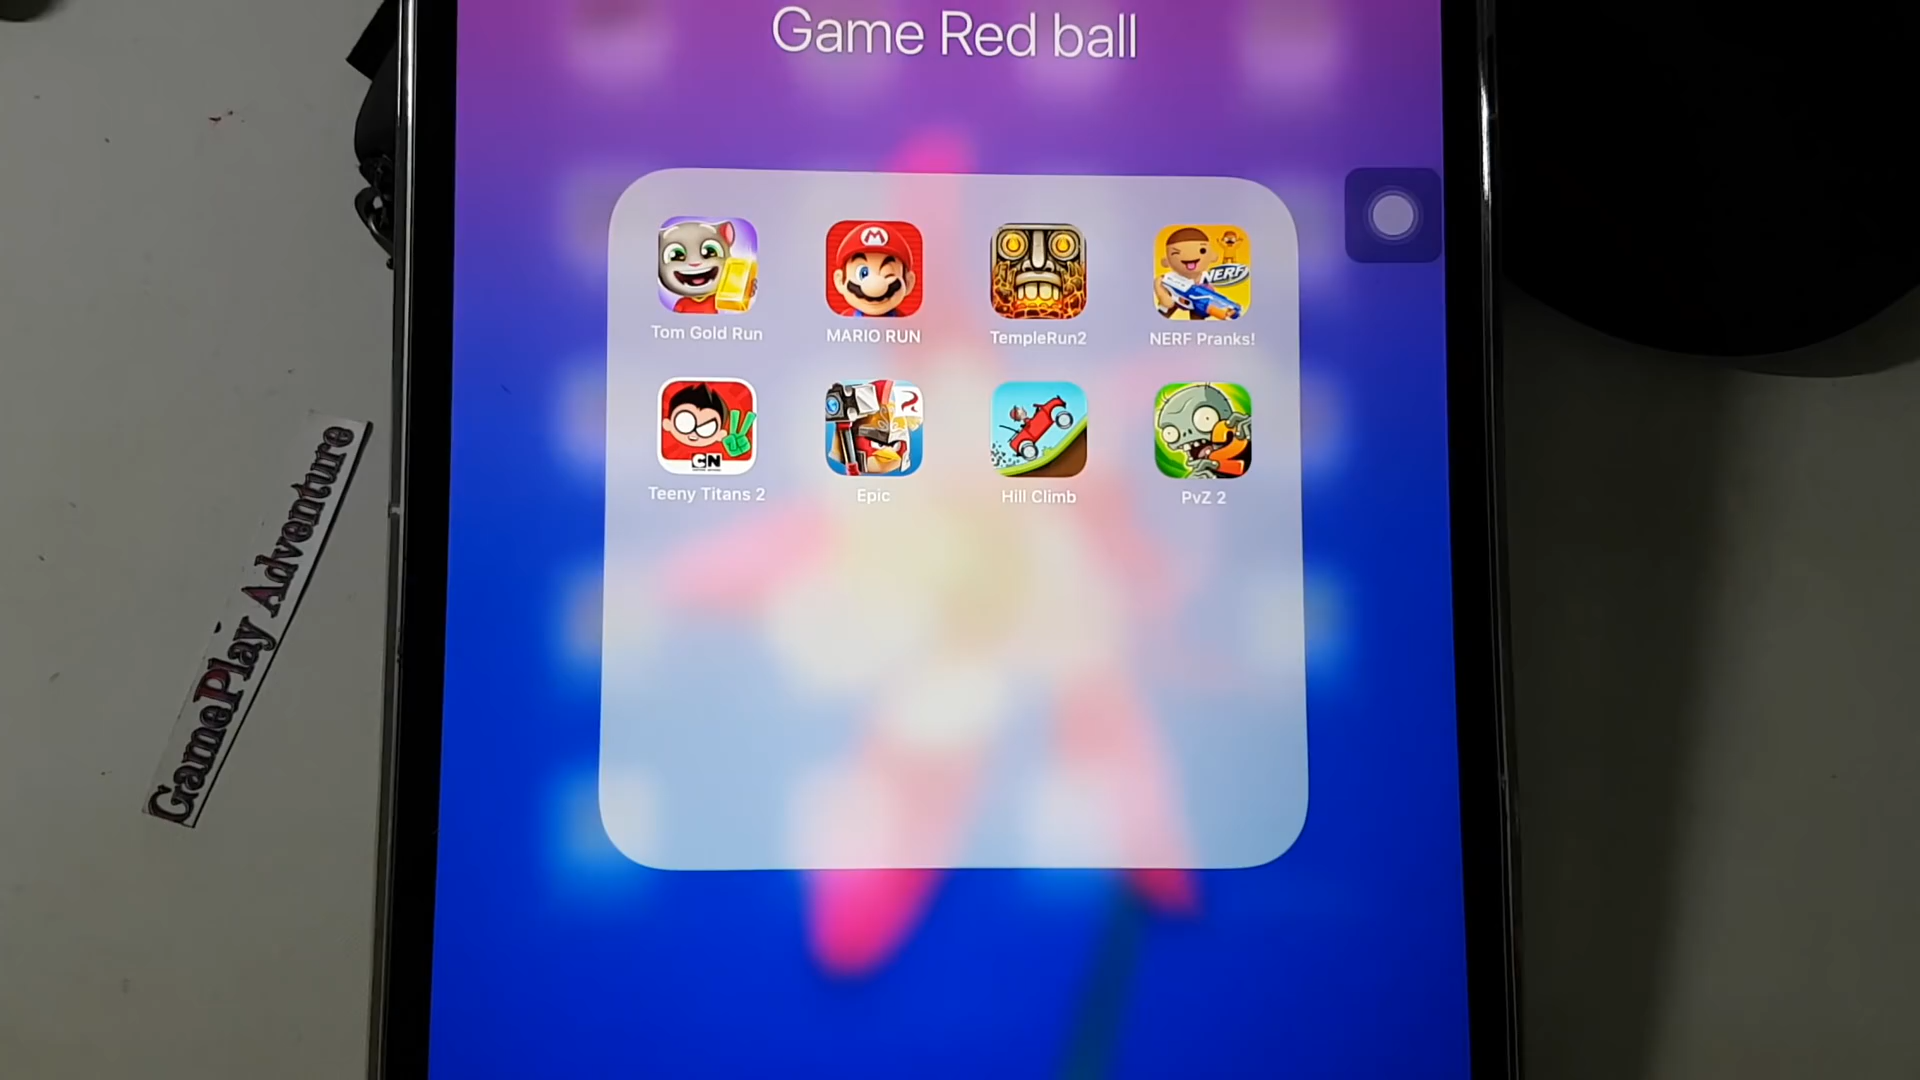 Game Red ball
Tom Gold Run
MARIO RUN
TempleRun2
NERF Pranks!
Teeny Titans 2
Epic
Hill Climb
PvZ 2
M
NERF
CN
2
GamePlay Adventure